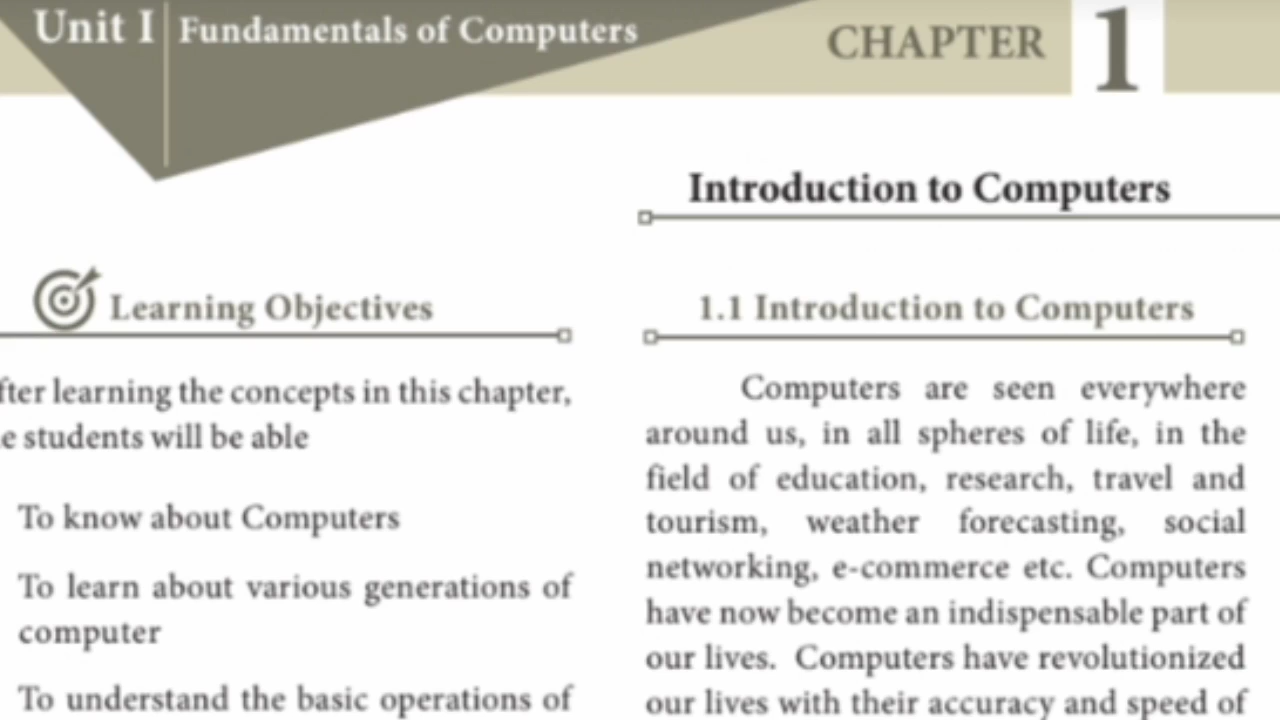 Unit I Fundamentals of Computers
CHAPTER 1
Introduction to Computers
Learning Objectives
learning the concepts in this chapter,
students will be able
To know about Computers
To learn about various generations of
computer
To understand the basic operations of
1.1 Introduction to Computers
Computers are seen everywhere
around us, in all spheres of life, in the
field of education, research, travel and
tourism, weather forecasting, social
networking, e-commerce etc. Computers
have now become an indispensable part of
our lives. Computers have revolutionized
our lives with their accuracy and speed of